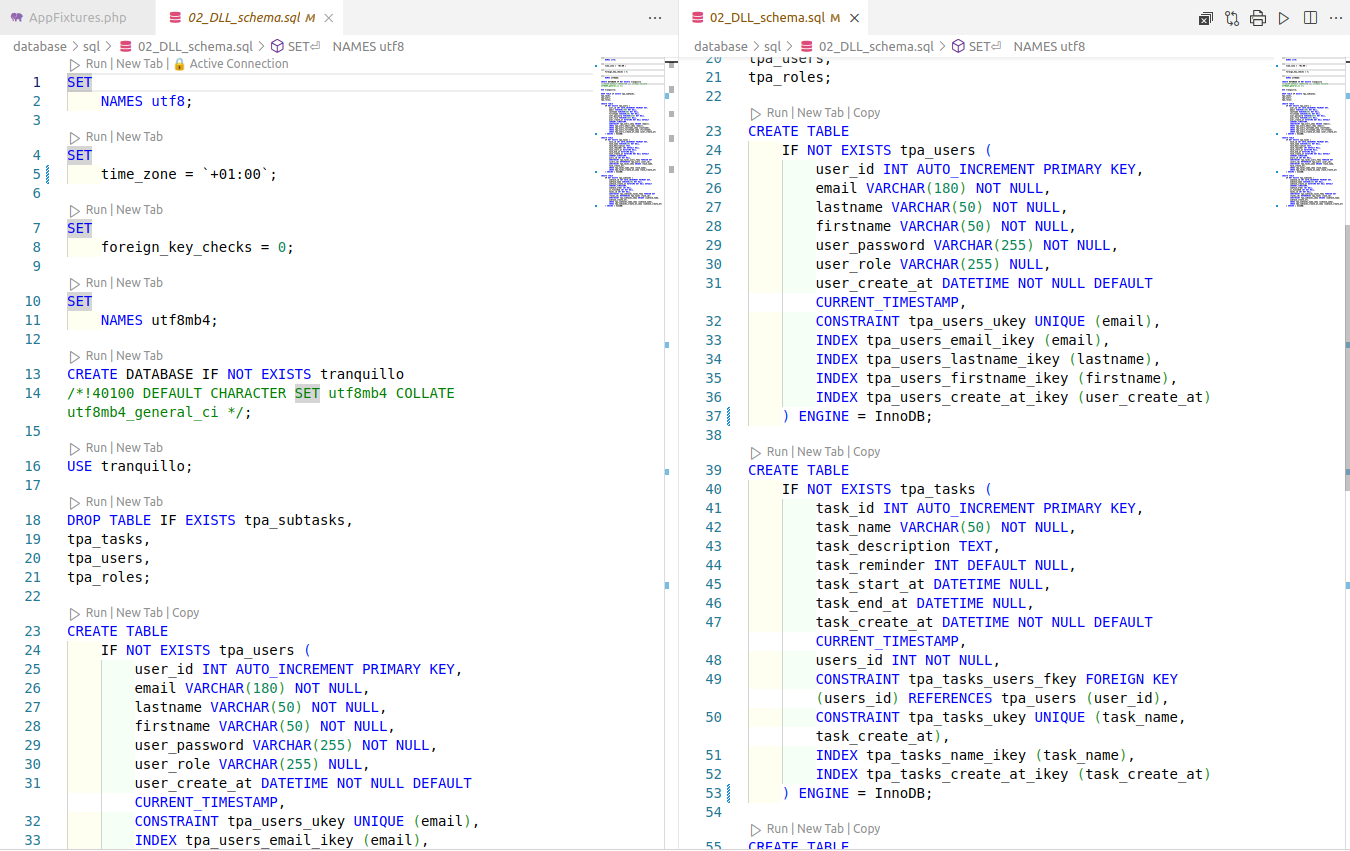 AppFixtures.php
02_DLL_schema.sql M
database > sql > 02_DLL_schema.sql > SET⏎ NAMES utf8
Run | New Tab | Active Connection
1 SET
2 NAMES utf8;
3
Run | New Tab
4 SET
5 time_zone = `+01:00`;
6
Run | New Tab
7 SET
8 foreign_key_checks = 0;
9
Run | New Tab
10 SET
11 NAMES utf8mb4;
12
Run | New Tab
13 CREATE DATABASE IF NOT EXISTS tranquillo
14 /*!40100 DEFAULT CHARACTER SET utf8mb4 COLLATE
utf8mb4_general_ci */;
15
Run | New Tab
16 USE tranquillo;
17
Run | New Tab
18 DROP TABLE IF EXISTS tpa_subtasks,
19 tpa_tasks,
20 tpa_users,
21 tpa_roles;
22
Run | New Tab | Copy
23 CREATE TABLE
24 IF NOT EXISTS tpa_users (
25 user_id INT AUTO_INCREMENT PRIMARY KEY,
26 email VARCHAR(180) NOT NULL,
27 lastname VARCHAR(50) NOT NULL,
28 firstname VARCHAR(50) NOT NULL,
29 user_password VARCHAR(255) NOT NULL,
30 user_role VARCHAR(255) NULL,
31 user_create_at DATETIME NOT NULL DEFAULT
CURRENT_TIMESTAMP,
32 CONSTRAINT tpa_users_ukey UNIQUE (email),
33 INDEX tpa_users_email_ikey (email),
02_DLL_schema.sql M
database > sql > 02_DLL_schema.sql > SET⏎ NAMES utf8
20 tpa_users,
21 tpa_roles;
22
Run | New Tab | Copy
23 CREATE TABLE
24 IF NOT EXISTS tpa_users (
25 user_id INT AUTO_INCREMENT PRIMARY KEY,
26 email VARCHAR(180) NOT NULL,
27 lastname VARCHAR(50) NOT NULL,
28 firstname VARCHAR(50) NOT NULL,
29 user_password VARCHAR(255) NOT NULL,
30 user_role VARCHAR(255) NULL,
31 user_create_at DATETIME NOT NULL DEFAULT
CURRENT_TIMESTAMP,
32 CONSTRAINT tpa_users_ukey UNIQUE (email),
33 INDEX tpa_users_email_ikey (email),
34 INDEX tpa_users_lastname_ikey (lastname),
35 INDEX tpa_users_firstname_ikey (firstname),
36 INDEX tpa_users_create_at_ikey (user_create_at)
37 ) ENGINE = InnoDB;
38
Run | New Tab | Copy
39 CREATE TABLE
40 IF NOT EXISTS tpa_tasks (
41 task_id INT AUTO_INCREMENT PRIMARY KEY,
42 task_name VARCHAR(50) NOT NULL,
43 task_description TEXT,
44 task_reminder INT DEFAULT NULL,
45 task_start_at DATETIME NULL,
46 task_end_at DATETIME NULL,
47 task_create_at DATETIME NOT NULL DEFAULT
CURRENT_TIMESTAMP,
48 users_id INT NOT NULL,
49 CONSTRAINT tpa_tasks_users_fkey FOREIGN KEY
(users_id) REFERENCES tpa_users (user_id),
50 CONSTRAINT tpa_tasks_ukey UNIQUE (task_name,
task_create_at),
51 INDEX tpa_tasks_name_ikey (task_name),
52 INDEX tpa_tasks_create_at_ikey (task_create_at)
53 ) ENGINE = InnoDB;
54
Run | New Tab | Copy
55 CREATE TABLE